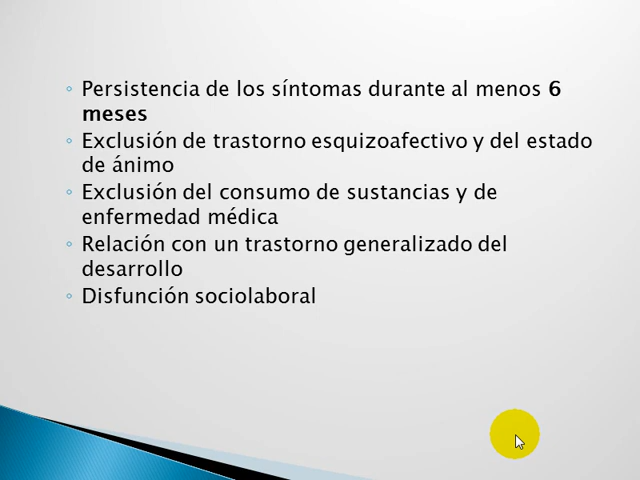 Persistencia de los síntomas durante al menos 6
meses
Exclusión de trastorno esquizoafectivo y del estado
de ánimo
Exclusión del consumo de sustancias y de
enfermedad médica
Relación con un trastorno generalizado del
desarrollo
Disfunción sociolaboral